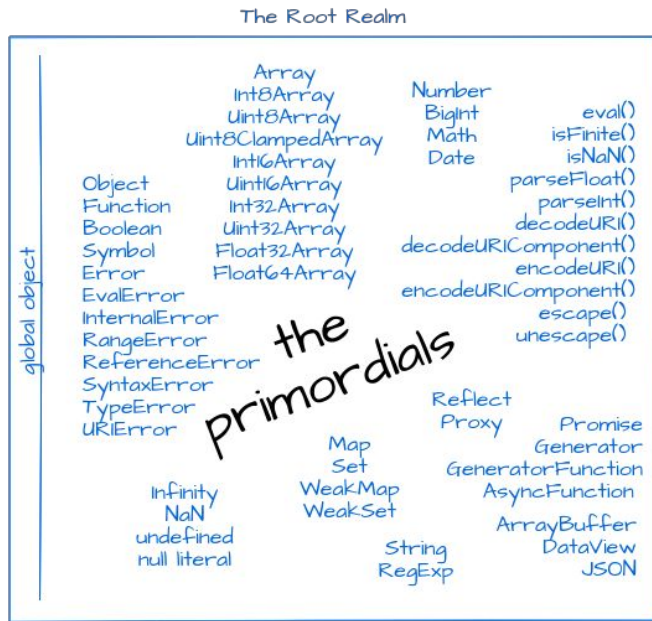 The Root Realm
global object
Array
Int8Array
Uint8Array
Uint8ClampedArray
Int16Array
Uint16Array
Int32Array
Uint32Array
Float32Array
Float64Array
Number
BigInt
Math
Date
eval()
isFinite()
isNaN()
parseFloat()
parseInt()
decodeURI()
decodeURIComponent()
encodeURI()
encodeURIComponent()
escape()
unescape()
Object
Function
Boolean
Symbol
Error
EvalError
InternalError
RangeError
ReferenceError
SyntaxError
TypeError
URIError
the
primordials
Reflect
Proxy
Promise
Generator
GeneratorFunction
AsyncFunction
Map
Set
WeakMap
WeakSet
Infinity
NaN
undefined
null literal
String
RegExp
ArrayBuffer
DataView
JSON